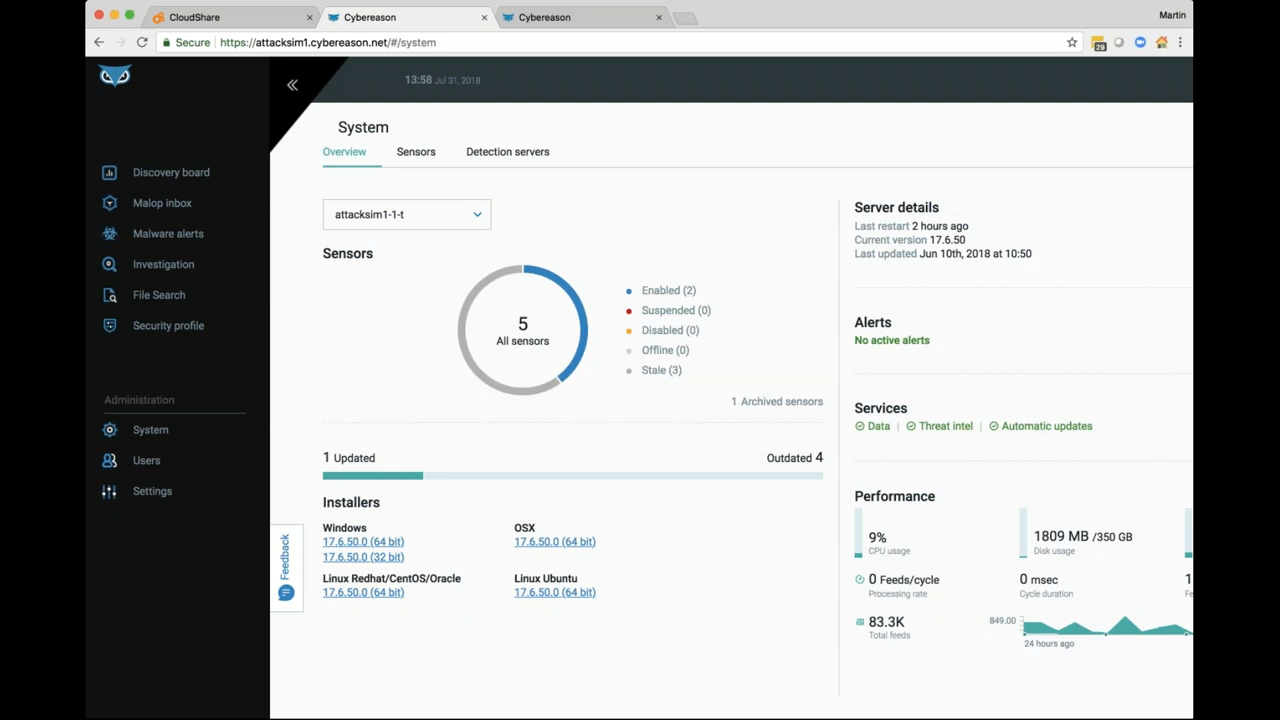 CloudShare
Cybereason
Cybereason
Martin
Secure
https://attacksim1.cybereason.net/#/system
29
13:58 Jul 31, 2018
Discovery board
Malop inbox
Malware alerts
Investigation
File Search
Security profile
Administration
System
Users
Settings
System
Overview
Sensors
Detection servers
attacksim1-1-t
Sensors
5
All sensors
Enabled (2)
Suspended (0)
Disabled (0)
Offline (0)
Stale (3)
1 Archived sensors
1 Updated
Outdated 4
Installers
Windows
17.6.50.0 (64 bit)
17.6.50.0 (32 bit)
OSX
17.6.50.0 (64 bit)
Linux Redhat/CentOS/Oracle
17.6.50.0 (64 bit)
Linux Ubuntu
17.6.50.0 (64 bit)
Feedback
Server details
Last restart 2 hours ago
Current version 17.6.50
Last updated Jun 10th, 2018 at 10:50
Alerts
No active alerts
Services
Data | Threat intel | Automatic updates
Performance
9%
CPU usage
1809 MB /350 GB
Disk usage
0 Feeds/cycle
Processing rate
0 msec
Cycle duration
1
Fe
83.3K
Total feeds
849.00
24 hours ago